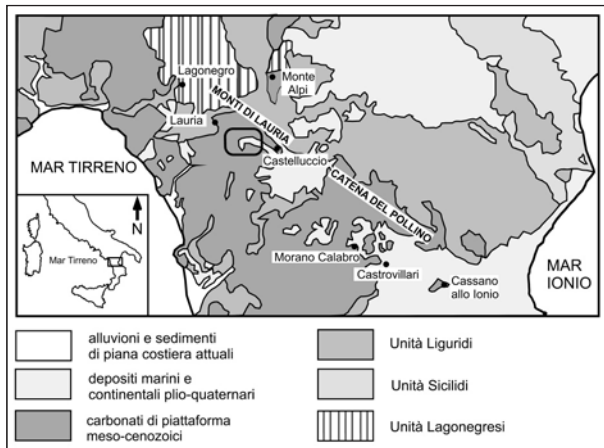 Lagonegro
Monte
Alpi
MONTI DI LAURIA
Lauria
Castelluccio
MAR TIRRENO
CATENA DEL POLLINO
N
Mar Tirreno
Morano Calabro
Castrovillari
Cassano
allo Ionio
MAR
IONIO
alluvioni e sedimenti
di piana costiera attuali
depositi marini e
continentali plio-quaternari
carbonati di piattaforma
meso-cenozoici
Unità Liguridi
Unità Sicilidi
Unità Lagonegresi